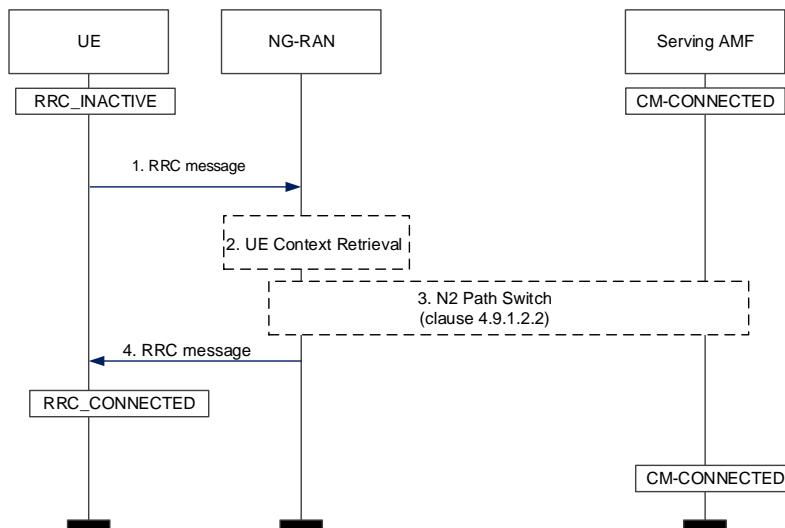 UE
NG-RAN
Serving AMF
RRC_INACTIVE
CM-CONNECTED
1. RRC message
2. UE Context Retrieval
3. N2 Path Switch
(clause 4.9.1.2.2)
4. RRC message
RRC_CONNECTED
CM-CONNECTED